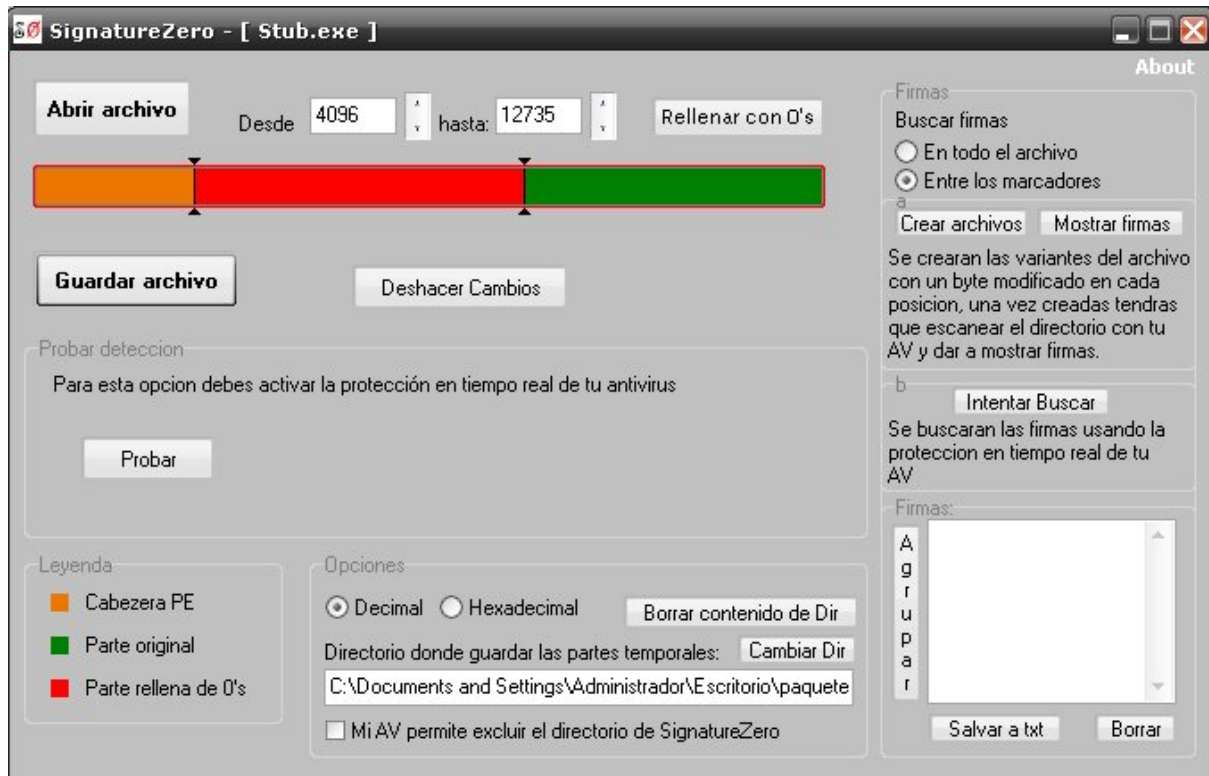 SignatureZero - [ Stub.exe ]
About
Abrir archivo
Desde
4096
hasta:
12735
Rellenar con 0's
Guardar archivo
Deshacer Cambios
Probar deteccion
Para esta opcion debes activar la protección en tiempo real de tu antivirus
Probar
Leyenda
Cabezera PE
Parte original
Parte rellena de 0's
Opciones
Decimal
Hexadecimal
Borrar contenido de Dir
Directorio donde guardar las partes temporales:
Cambiar Dir
C:\Documents and Settings\Administrador\Escritorio\paquete
Mi AV permite excluir el directorio de SignatureZero
Firmas
Buscar firmas
En todo el archivo
Entre los marcadores
a
Crear archivos
Mostrar firmas
Se crearan las variantes del archivo
con un byte modificado en cada
posicion, una vez creadas tendras
que escanear el directorio con tu
AV y dar a mostrar firmas.
b
Intentar Buscar
Se buscaran las firmas usando la
proteccion en tiempo real de tu
AV
Firmas:
Agrupar
Salvar a txt
Borrar